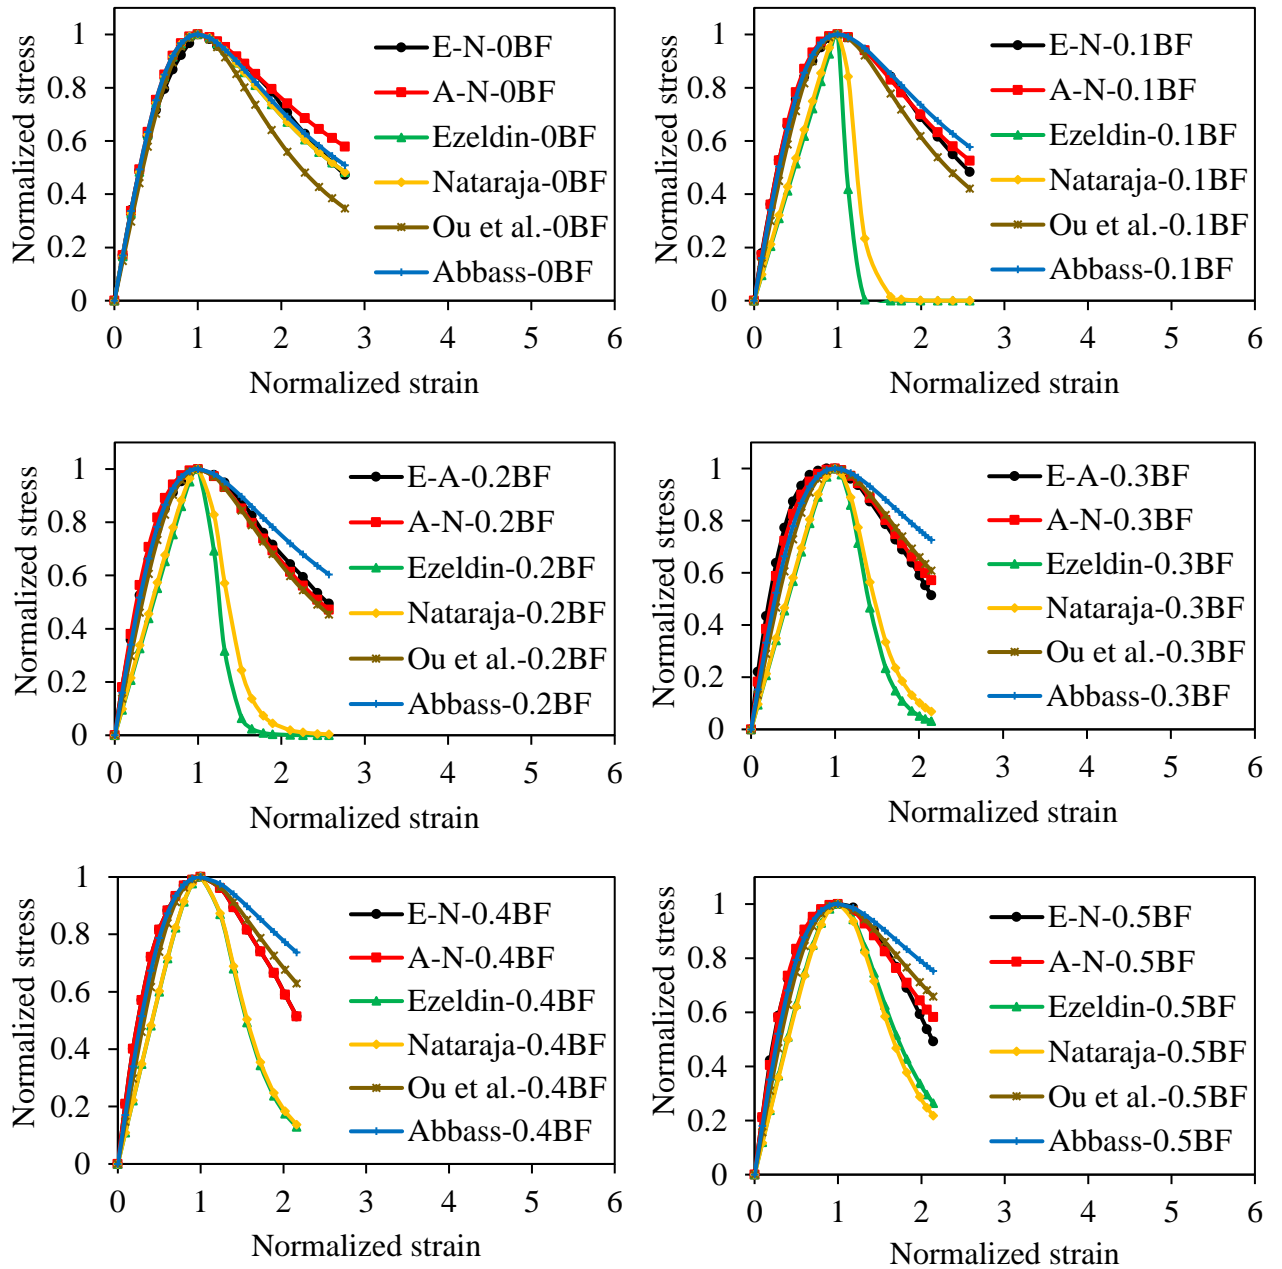 Normalized stress
1
0.8
0.6
0.4
0.2
0
0 1 2 3 4 5 6
Normalized strain
E-N-0BF
A-N-0BF
Ezeldin-0BF
Nataraja-0BF
Ou et al.-0BF
Abbass-0BF
Normalized stress
1
0.8
0.6
0.4
0.2
0
0 1 2 3 4 5 6
Normalized strain
E-N-0.1BF
A-N-0.1BF
Ezeldin-0.1BF
Nataraja-0.1BF
Ou et al.-0.1BF
Abbass-0.1BF
Normalized stress
1
0.8
0.6
0.4
0.2
0
0 1 2 3 4 5 6
Normalized strain
E-A-0.2BF
A-N-0.2BF
Ezeldin-0.2BF
Nataraja-0.2BF
Ou et al.-0.2BF
Abbass-0.2BF
Normalized stress
1
0.8
0.6
0.4
0.2
0
0 1 2 3 4 5 6
Normalized strain
E-A-0.3BF
A-N-0.3BF
Ezeldin-0.3BF
Nataraja-0.3BF
Ou et al.-0.3BF
Abbass-0.3BF
Normalized stress
1
0.8
0.6
0.4
0.2
0
0 1 2 3 4 5 6
Normalized strain
E-N-0.4BF
A-N-0.4BF
Ezeldin-0.4BF
Nataraja-0.4BF
Ou et al.-0.4BF
Abbass-0.4BF
Normalized stress
1
0.8
0.6
0.4
0.2
0
0 1 2 3 4 5 6
Normalized strain
E-N-0.5BF
A-N-0.5BF
Ezeldin-0.5BF
Nataraja-0.5BF
Ou et al.-0.5BF
Abbass-0.5BF